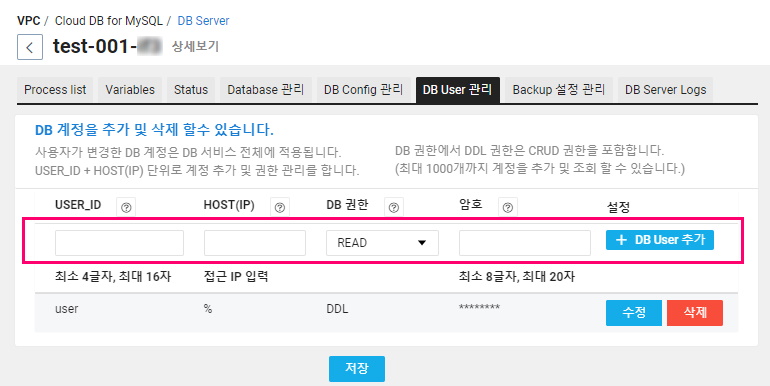 VPC / Cloud DB for MySQL / DB Server
test-001- 상세보기
Process list Variables Status Database 관리 DB Config 관리 DB User 관리 Backup 설정 관리 DB Server Logs
DB 계정을 추가 및 삭제 할수 있습니다.
사용자가 변경한 DB 계정은 DB 서비스 전체에 적용됩니다.
USER_ID + HOST(IP) 단위로 계정 추가 및 권한 관리를 합니다.
DB 권한에서 DDL 권한은 CRUD 권한을 포함합니다.
(최대 1000개까지 계정을 추가 및 조회 할 수 있습니다.)
USER_ID ? HOST(IP) ? DB 권한 ? 암호 ? 설정
READ + DB User 추가
최소 4글자, 최대 16자 접근 IP 입력 최소 8글자, 최대 20자
user % DDL ******** 수정 삭제
저장